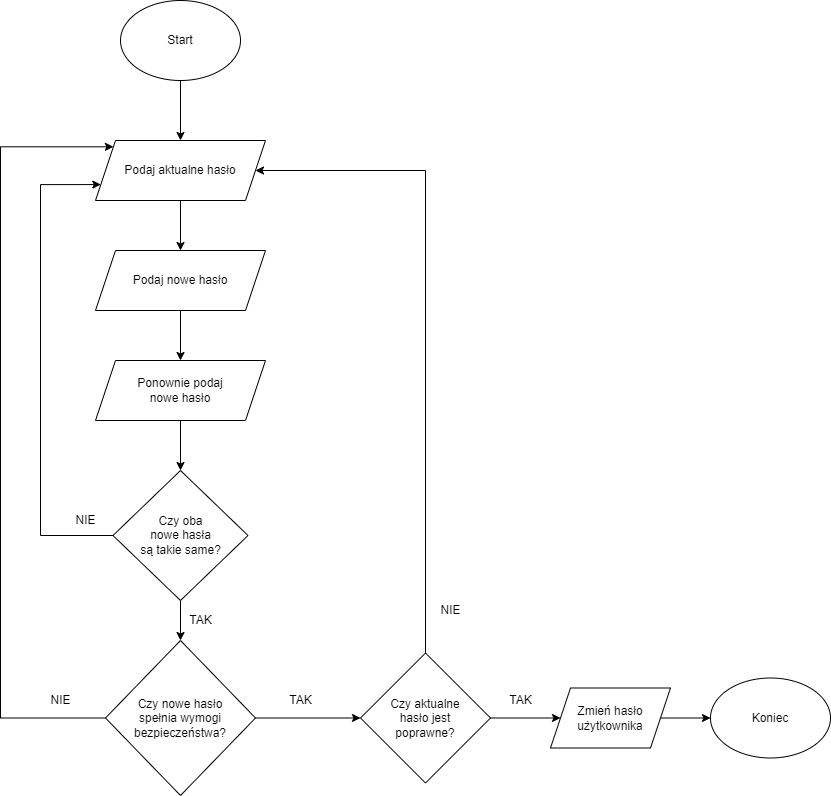 Start
Podaj aktualne hasło
Podaj nowe hasło
Ponownie podaj
nowe hasło
NIE
Czy oba
nowe hasła
są takie same?
TAK
NIE
NIE
Czy nowe hasło
spełnia wymogi
bezpieczeństwa?
TAK
Czy aktualne
hasło jest
poprawne?
TAK
Zmień hasło
użytkownika
Koniec